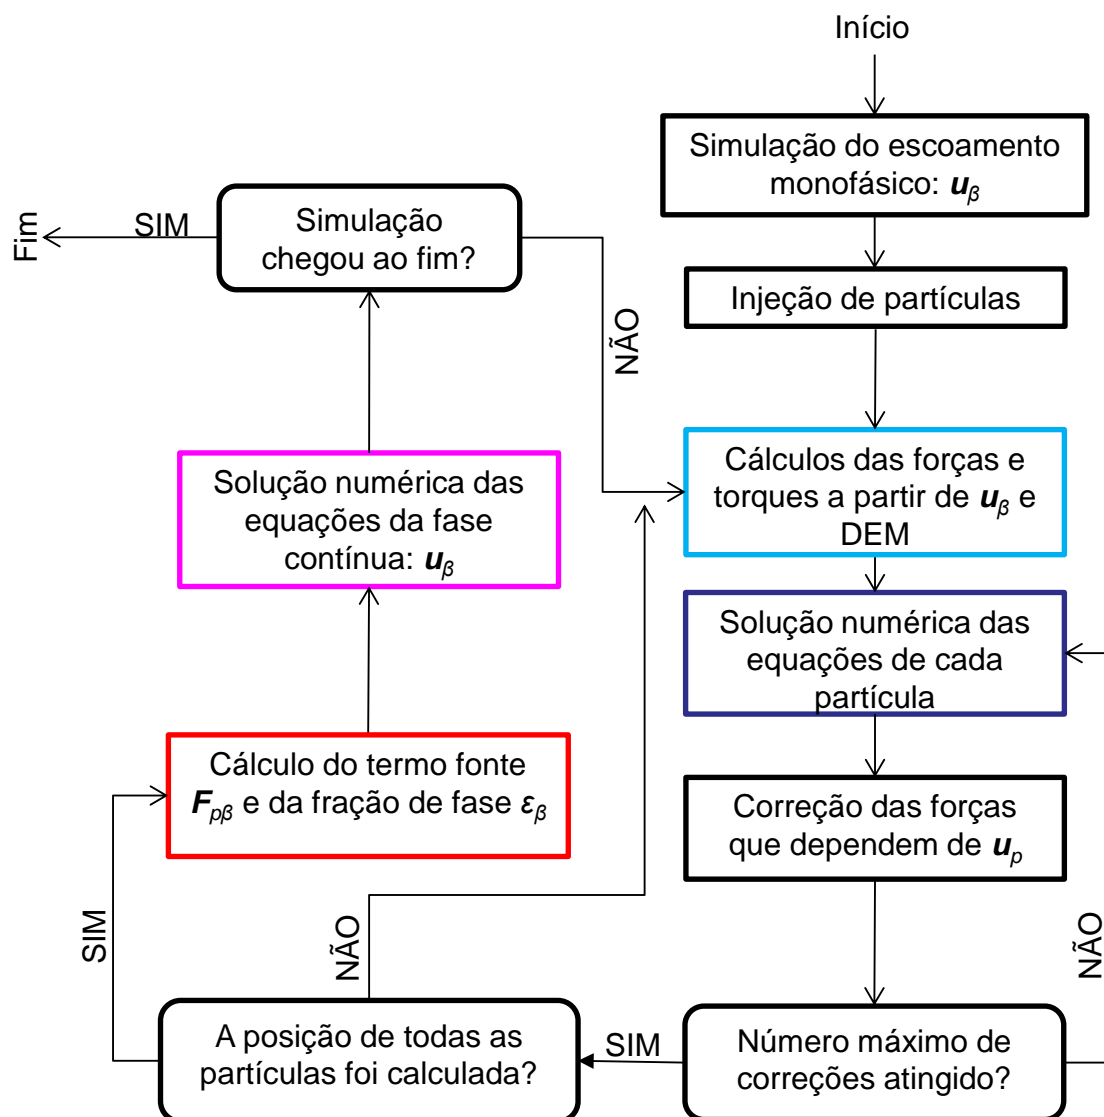 Início
Simulação do escoamento
monofásico: uβ
Injeção de partículas
Cálculos das forças e
torques a partir de uβ e
DEM
Solução numérica das
equações de cada
partícula
Correção das forças
que dependem de up
Número máximo de
correções atingido?
NÃO
SIM
A posição de todas as
partículas foi calculada?
NÃO
SIM
Cálculo do termo fonte
Fpβ e da fração de fase εβ
Solução numérica das
equações da fase
contínua: uβ
Simulação
chegou ao fim?
NÃO
SIM
Fim